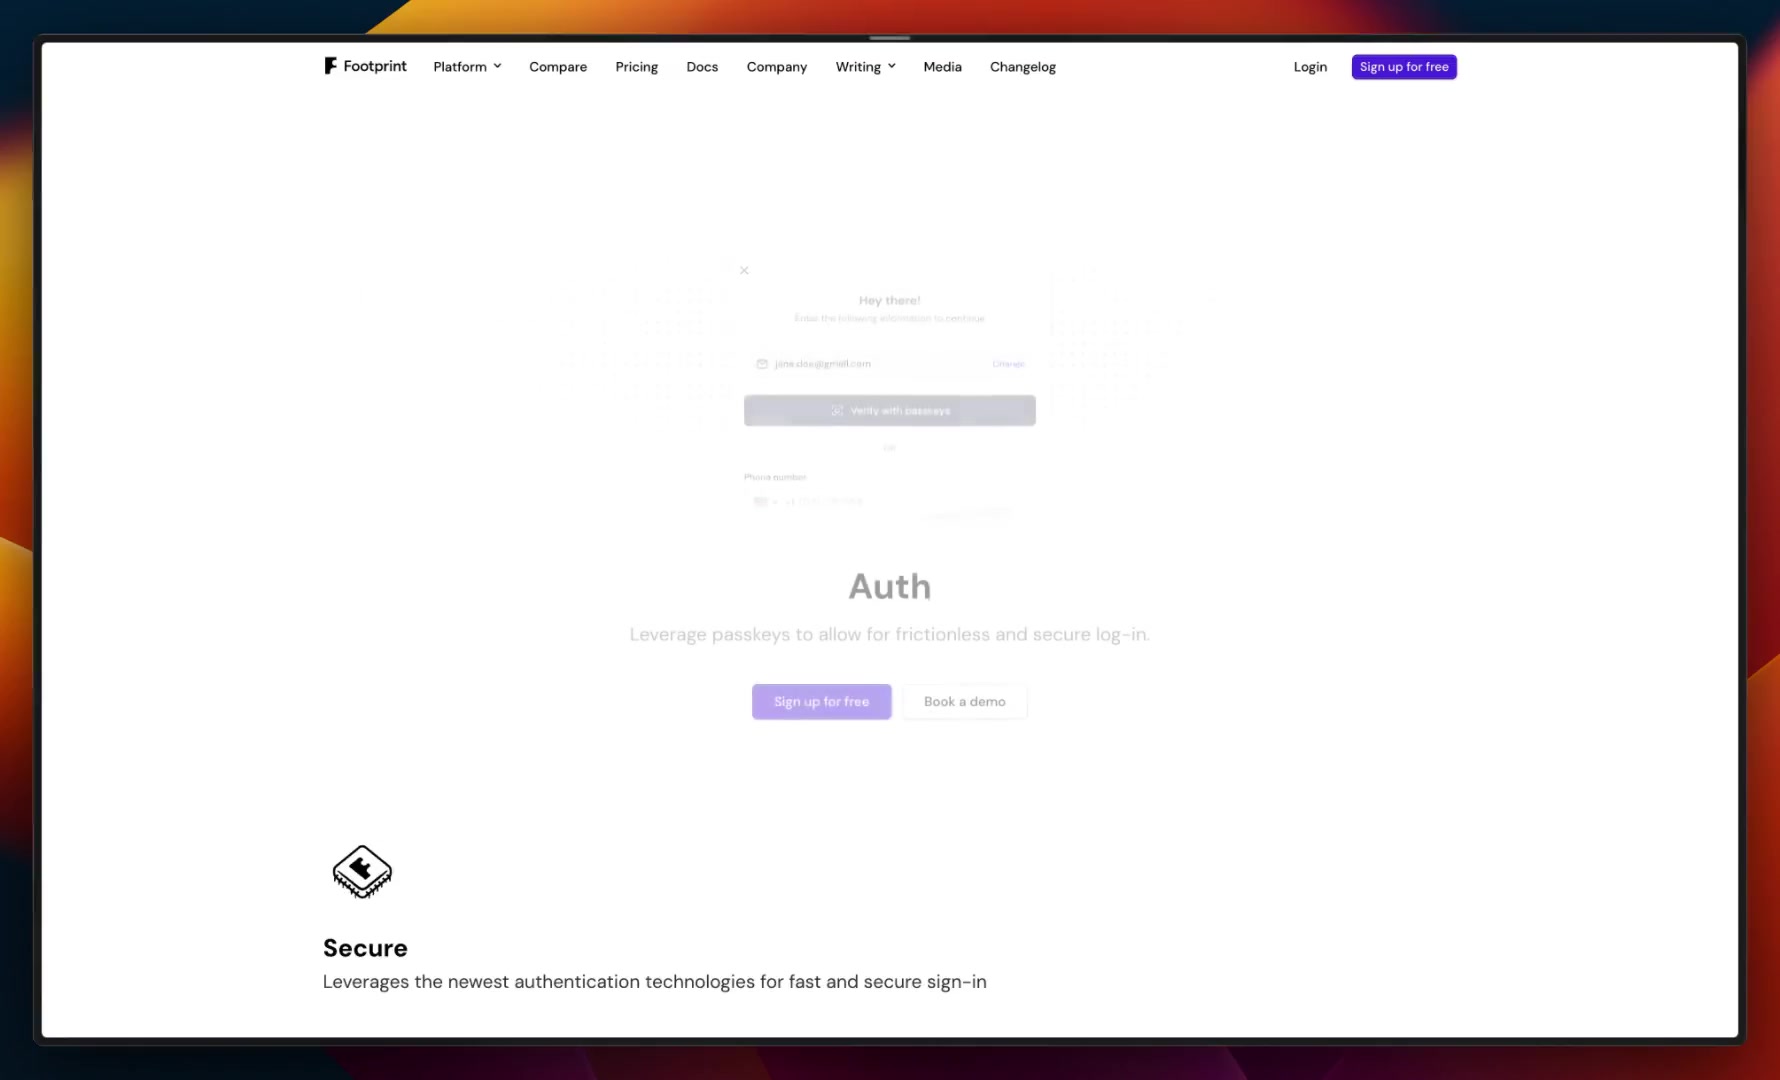 Footprint Platform Compare Pricing Docs Company Writing Media Changelog Login Sign up for free
Hey there!
Enter the following information to continue
jane.doe@gmail.com Change
Verify with passkeys
OR
Phone number
+1
Auth
Leverage passkeys to allow for frictionless and secure log-in.
Sign up for free Book a demo
Secure
Leverages the newest authentication technologies for fast and secure sign-in